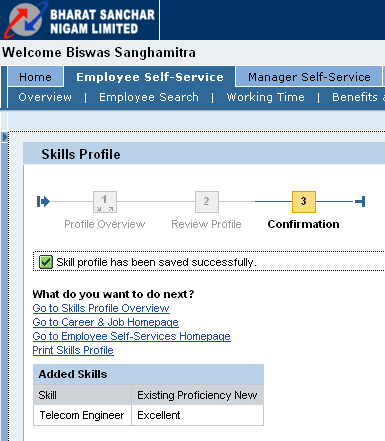 BHARAT SANCHAR
NIGAM LIMITED
Welcome Biswas Sanghamitra
Home Employee Self-Service Manager Self-Service
Overview | Employee Search | Working Time | Benefits
Skills Profile
1 2 3
Profile Overview Review Profile Confirmation
Skill profile has been saved successfully.
What do you want to do next?
Go to Skills Profile Overview
Go to Career & Job Homepage
Go to Employee Self-Services Homepage
Print Skills Profile
Added Skills
Skill Existing Proficiency New
Telecom Engineer Excellent